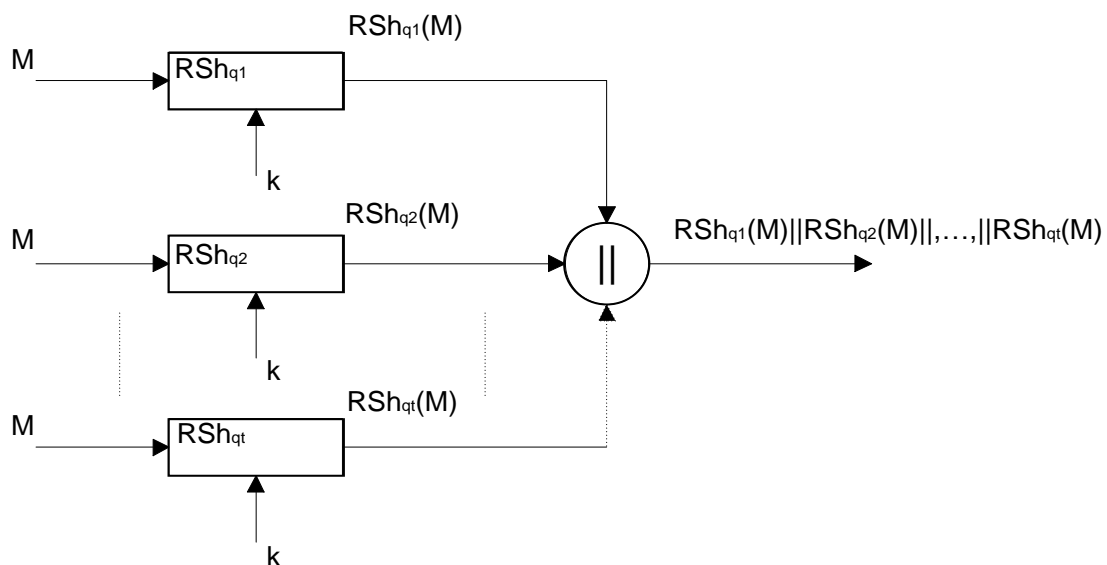 RShq1(M)
M
RShq1
k
RShq2(M)
RShq1(M)||RShq2(M)||,…,||RShqt(M)
M
RShq2
||
k
RShqt(M)
M
RShqt
k